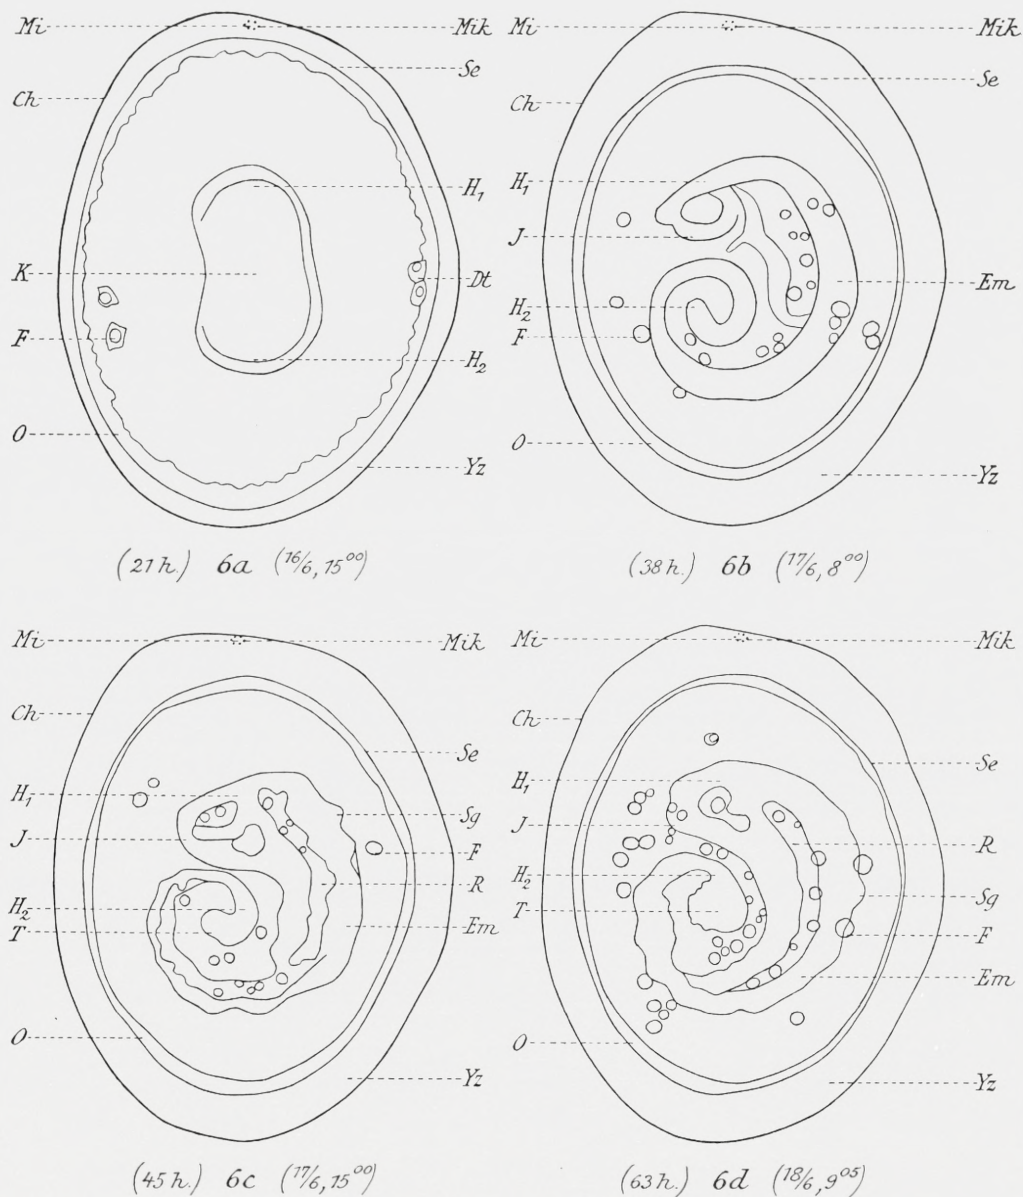 Mi Mik
Se
Ch
H₁
K Dt
F
H₂
O
Yz
(21 h.) 6a (16/6, 15⁰⁰)
Mi Mik
Se
Ch
H₁
J
Em
H₂
F
O
Yz
(38 h.) 6b (17/6, 8⁰⁰)
Mi Mik
Ch
Se
H₁
Sg
J
F
R
H₂
Em
T
O
Yz
(45 h.) 6c (17/6, 15⁰⁰)
Mi Mik
Ch
Se
H₁
J
R
H₂
Sg
T
F
Em
O
Yz
(63 h.) 6d (18/6, 9⁰⁵)